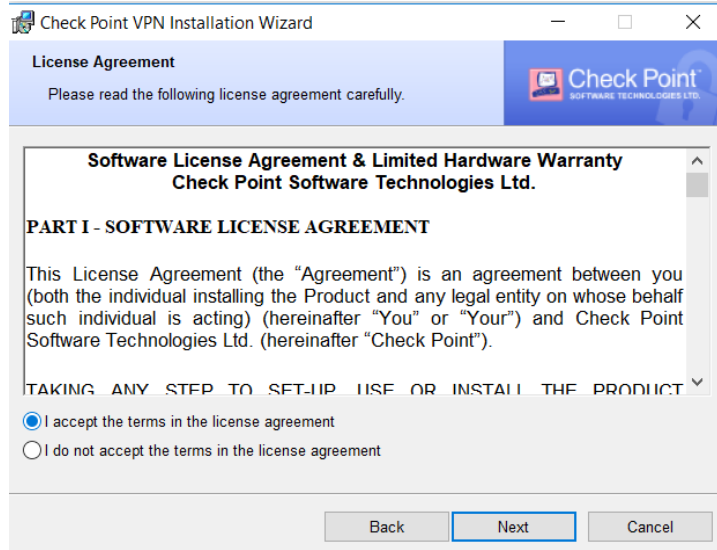 Check Point VPN Installation Wizard
License Agreement
Please read the following license agreement carefully.
Check Point
SOFTWARE TECHNOLOGIES LTD.
Software License Agreement & Limited Hardware Warranty
Check Point Software Technologies Ltd.
PART I - SOFTWARE LICENSE AGREEMENT
This License Agreement (the “Agreement”) is an agreement between you
(both the individual installing the Product and any legal entity on whose behalf
such individual is acting) (hereinafter “You” or “Your”) and Check Point
Software Technologies Ltd. (hereinafter “Check Point”).
TAKING ANY STEP TO SET-UP, USE OR INSTALL THE PRODUCT
I accept the terms in the license agreement
I do not accept the terms in the license agreement
Back Next Cancel